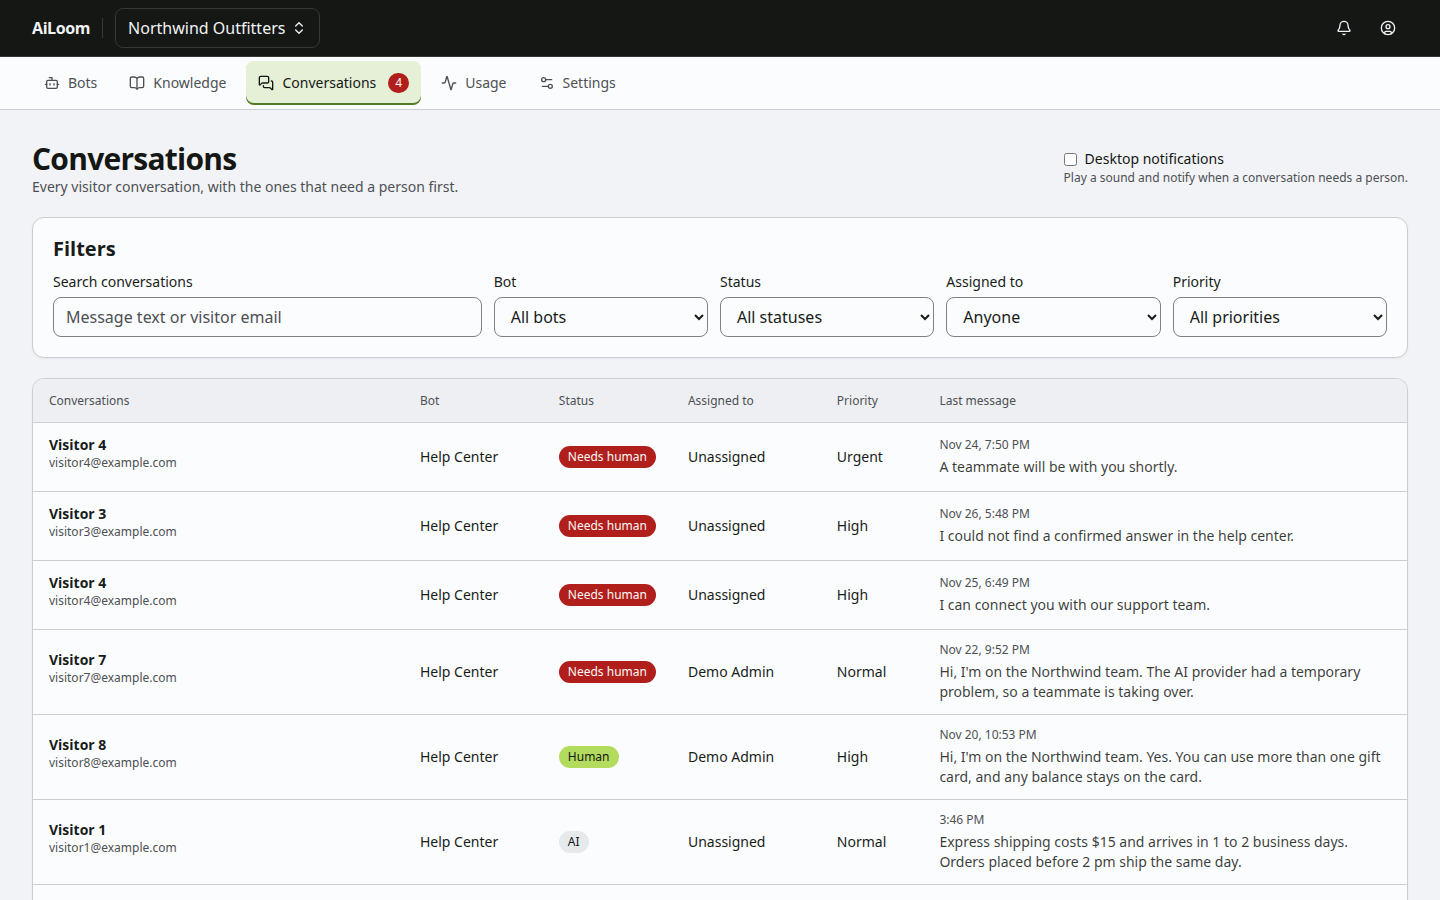 AiLoom
Northwind Outfitters
Bots
Knowledge
Conversations 4
Usage
Settings
Conversations
Every visitor conversation, with the ones that need a person first.
Desktop notifications
Play a sound and notify when a conversation needs a person.
Filters
Search conversations
Bot
Status
Assigned to
Priority
Message text or visitor email
All bots
All statuses
Anyone
All priorities
Conversations Bot Status Assigned to Priority Last message
Visitor 4
visitor4@example.com
Help Center
Needs human
Unassigned
Urgent
Nov 24, 7:50 PM
A teammate will be with you shortly.
Visitor 3
visitor3@example.com
Help Center
Needs human
Unassigned
High
Nov 26, 5:48 PM
I could not find a confirmed answer in the help center.
Visitor 4
visitor4@example.com
Help Center
Needs human
Unassigned
High
Nov 25, 6:49 PM
I can connect you with our support team.
Visitor 7
visitor7@example.com
Help Center
Needs human
Demo Admin
Normal
Nov 22, 9:52 PM
Hi, I'm on the Northwind team. The AI provider had a temporary
problem, so a teammate is taking over.
Visitor 8
visitor8@example.com
Help Center
Human
Demo Admin
High
Nov 20, 10:53 PM
Hi, I'm on the Northwind team. Yes. You can use more than one gift
card, and any balance stays on the card.
Visitor 1
visitor1@example.com
Help Center
AI
Unassigned
Normal
3:46 PM
Express shipping costs $15 and arrives in 1 to 2 business days.
Orders placed before 2 pm ship the same day.